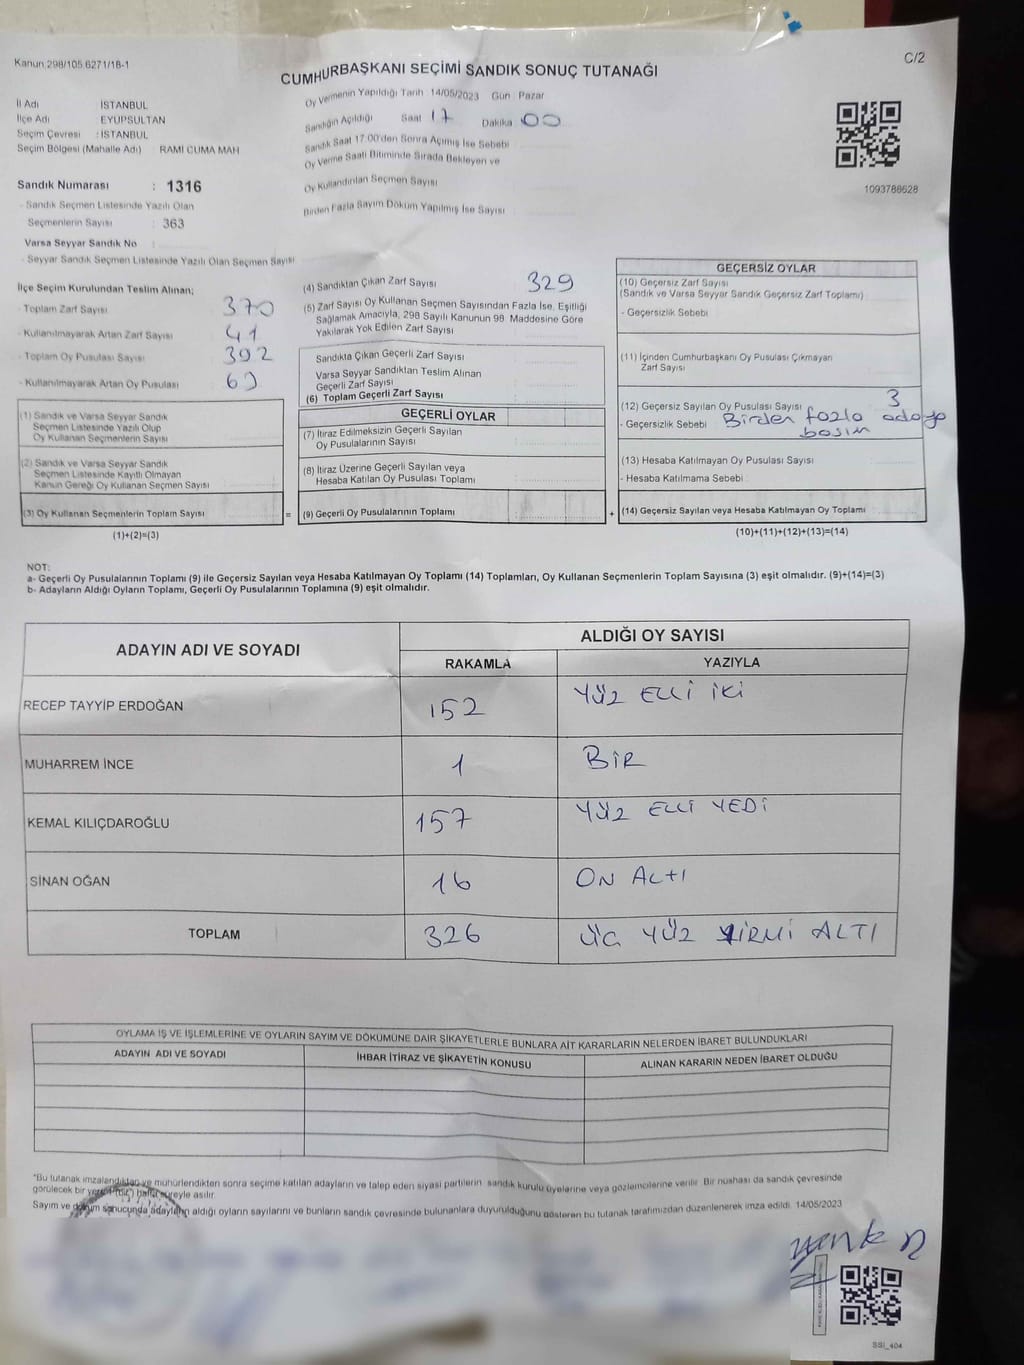 Kanun 298/105 6271/18-1
C/2
CUMHURBAŞKANI SEÇİMİ SANDIK SONUÇ TUTANAĞI
İl Adı İSTANBUL
İlçe Adı EYÜPSULTAN
Seçim Çevresi : İSTANBUL
Seçim Bölgesi (Mahalle Adı) RAMİ CUMA MAH
Sandık Numarası : 1316
- Sandık Seçmen Listesinde Yazılı Olan
Seçmenlerin Sayısı : 363
Varsa Seyyar Sandık No
- Seyyar Sandık Seçmen Listesinde Yazılı Olan Seçmen Sayısı
Oy Vermenin Yapıldığı Tarih 14/05/2023 Gün Pazar
Sandığın Açıldığı Saat 17 Dakika 00
Sandık Saat 17:00'den Sonra Açmış İse Sebebi
Oy Verme Saati Bitiminde Sırada Bekleyen ve
Oy Kullandırılan Seçmen Sayısı
Birden Fazla Sayım Döküm Yapılmış İse Sayısı
1093788628
İlçe Seçim Kurulundan Teslim Alınan;
- Toplam Zarf Sayısı 370
- Kullanılmayarak Artan Zarf Sayısı 41
- Toplam Oy Pusulası Sayısı 392
- Kullanılmayarak Artan Oy Pusulası 63
(1) Sandık ve Varsa Seyyar Sandık
Seçmen Listesinde Yazılı Olup
Oy Kullanan Seçmenlerin Sayısı
(2) Sandık ve Varsa Seyyar Sandık
Seçmen Listesinde Kayıtlı Olmayan
Kanun Gereği Oy Kullanan Seçmen Sayısı
(3) Oy Kullanan Seçmenlerin Toplam Sayısı
(1)+(2)=(3)
(4) Sandıktan Çıkan Zarf Sayısı 329
(5) Zarf Sayısı Oy Kullanan Seçmen Sayısından Fazla İse, Eşitliği
Sağlamak Amacıyla, 298 Sayılı Kanunun 98. Maddesine Göre
Yakılarak Yok Edilen Zarf Sayısı
Sandıkta Çıkan Geçerli Zarf Sayısı
Varsa Seyyar Sandıktan Teslim Alınan
Geçerli Zarf Sayısı
(6) Toplam Geçerli Zarf Sayısı
GEÇERLİ OYLAR
(7) İtiraz Edilmeksizin Geçerli Sayılan
Oy Pusulalarının Sayısı
(8) İtiraz Üzerine Geçerli Sayılan veya
Hesaba Katılan Oy Pusulası Toplamı
= (9) Geçerli Oy Pusulalarının Toplamı +
GEÇERSİZ OYLAR
(10) Geçersiz Zarf Sayısı
(Sandık ve Varsa Seyyar Sandık Geçersiz Zarf Toplamı)
- Geçersizlik Sebebi
(11) İçinden Cumhurbaşkanı Oy Pusulası Çıkmayan
Zarf Sayısı
(12) Geçersiz Sayılan Oy Pusulası Sayısı 3
- Geçersizlik Sebebi Birden fazla adaya
basım
(13) Hesaba Katılmayan Oy Pusulası Sayısı
- Hesaba Katılmama Sebebi
(14) Geçersiz Sayılan veya Hesaba Katılmayan Oy Toplamı
(10)+(11)+(12)+(13)=(14)
NOT:
a- Geçerli Oy Pusulalarının Toplamı (9) ile Geçersiz Sayılan veya Hesaba Katılmayan Oy Toplamı (14) Toplamları, Oy Kullanan Seçmenlerin Toplam Sayısına (3) eşit olmalıdır. (9)+(14)=(3)
b- Adayların Aldığı Oyların Toplamı, Geçerli Oy Pusulalarının Toplamına (9) eşit olmalıdır.
ADAYIN ADI VE SOYADI ALDIĞI OY SAYISI
RAKAMLA YAZIYLA
RECEP TAYYİP ERDOĞAN 152 YÜZ ELLİ İKİ
MUHARREM İNCE 1 BİR
KEMAL KILIÇDAROĞLU 157 YÜZ ELLİ YEDİ
SİNAN OĞAN 16 ON ALTI
TOPLAM 326 ÜÇ YÜZ YİRMİ ALTI
OYLAMA İŞ VE İŞLEMLERİNE VE OYLARIN SAYIM VE DÖKÜMÜNE DAİR ŞİKAYETLERLE BUNLARA AİT KARARLARIN NELERDEN İBARET BULUNDUKLARI
ADAYIN ADI VE SOYADI İHBAR İTİRAZ VE ŞİKAYETİN KONUSU ALINAN KARARIN NEDEN İBARET OLDUĞU
*Bu tutanak imzalandıktan ve mühürlendikten sonra seçime katılan adayların ve talep eden siyasi partilerin sandık kurulu üyelerine veya gözlemcilerine verilir. Bir nüshası da sandık çevresinde
görülecek bir yere 1 (bir) hafta süreyle asılır.
Sayım ve döküm sonucunda adayların aldığı oyların sayılarını ve bunların sandık çevresinde bulunanlara duyurulduğunu gösteren bu tutanak tarafımızdan düzenlenerek imza edildi. 14/05/2023
SSI_404